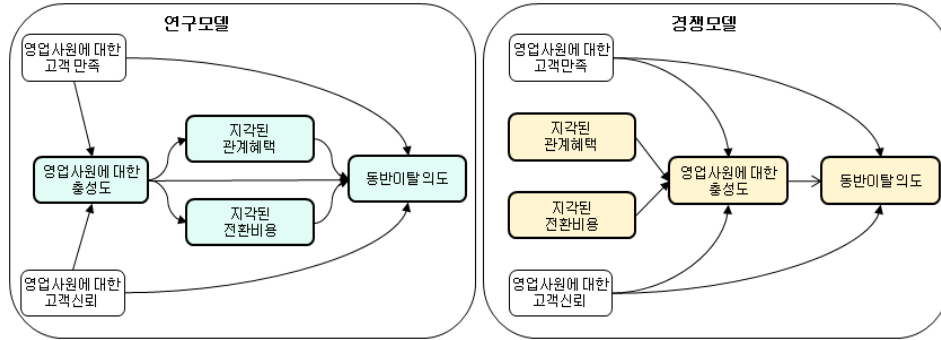 연구모델
영업사원에 대한
고객 만족
지각된
관계혜택
영업사원에 대한
충성도
동반이탈 의도
지각된
전환비용
영업사원에 대한
고객신뢰
경쟁모델
영업사원에 대한
고객만족
지각된
관계혜택
영업사원에 대한
충성도
동반이탈 의도
지각된
전환비용
영업사원에 대한
고객신뢰